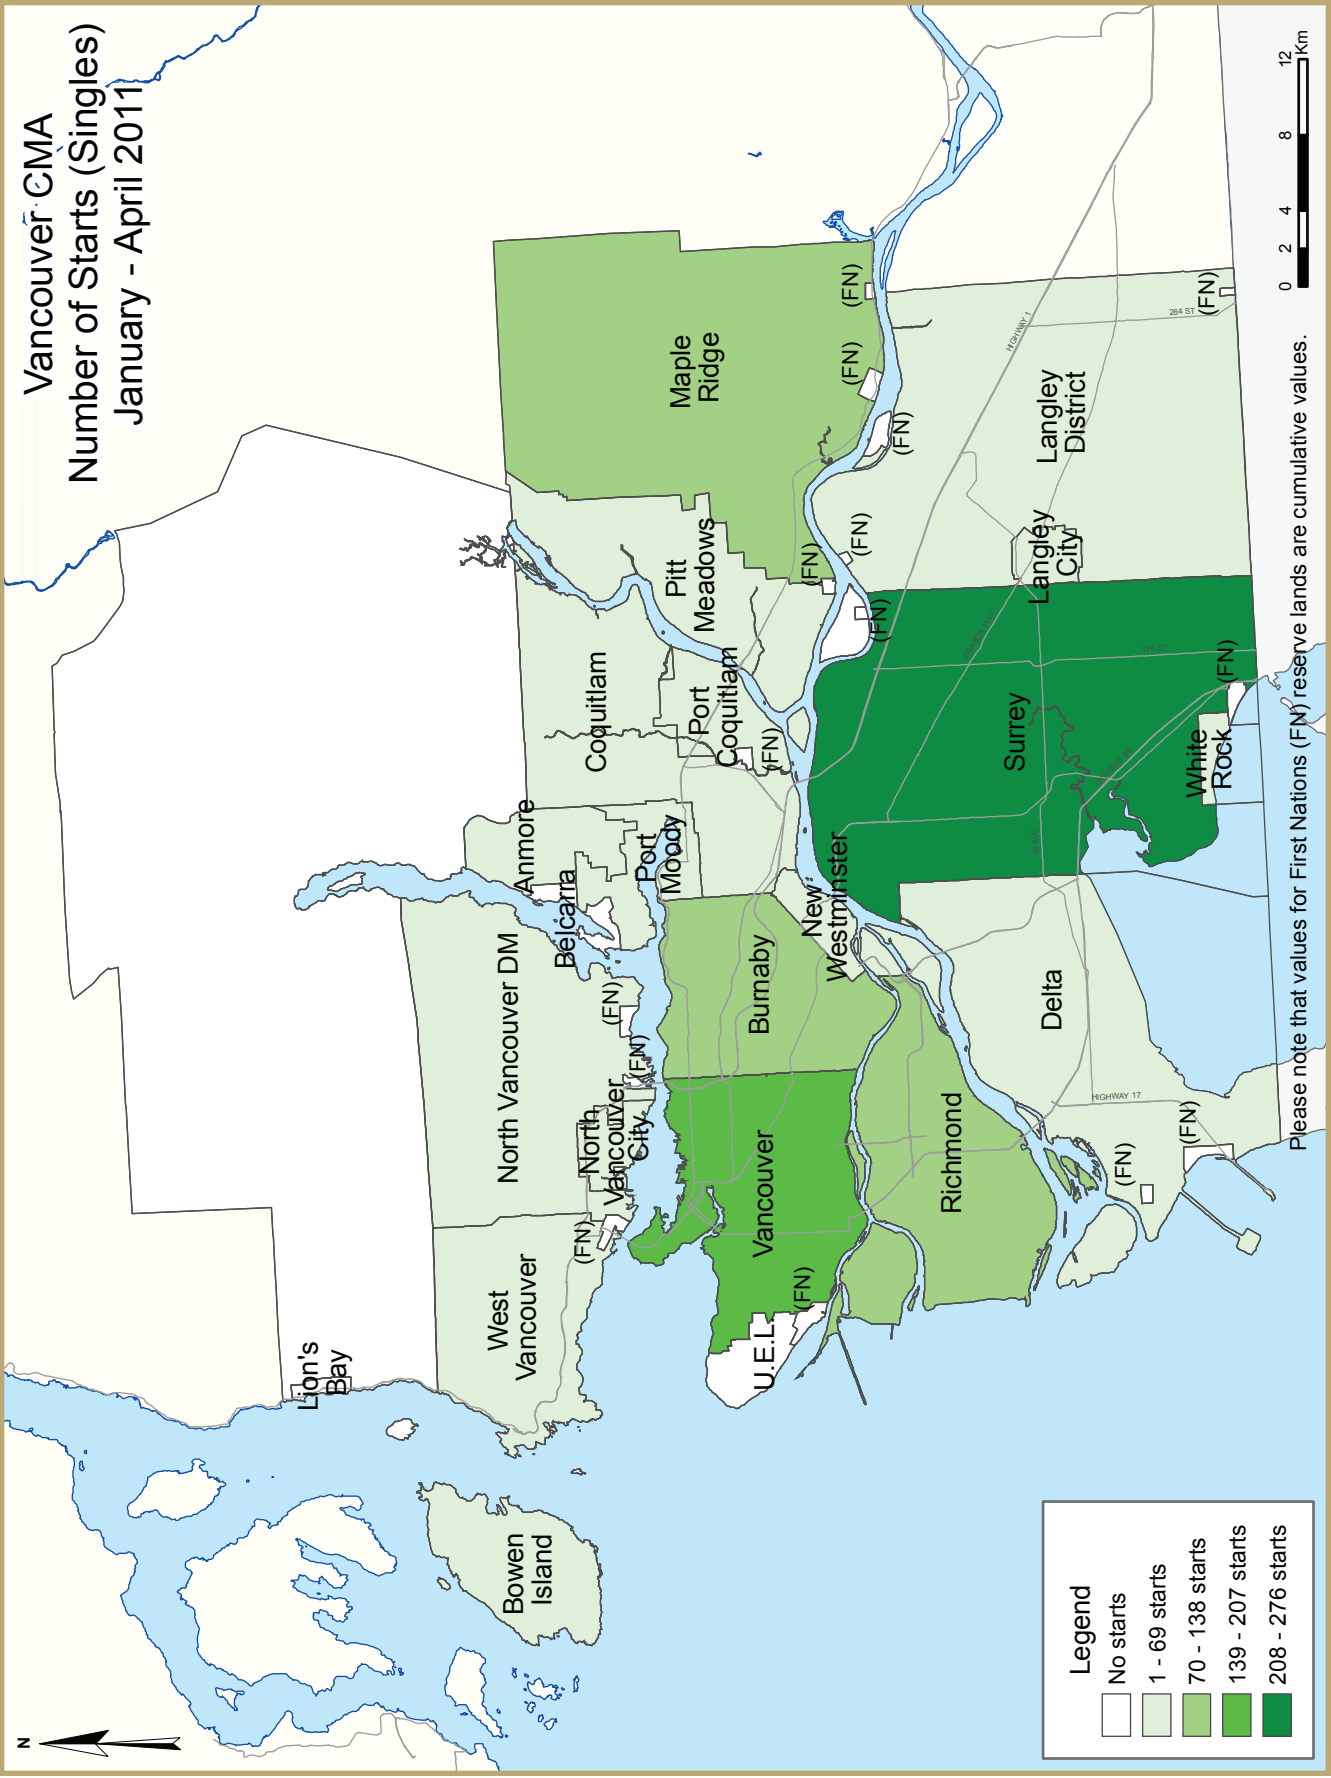 Vancouver CMA
Number of Starts (Singles)
January - April 2011
N
Lion's
Bay
Bowen
Island
West
Vancouver
North Vancouver DM
North
Vancouver
City
(FN)
(FN)
(FN)
Belcarra
Anmore
Port
Moody
Coquitlam
Port
Coquitlam
(FN)
Pitt
Meadows
Maple
Ridge
(FN)
(FN)
(FN)
(FN)
(FN)
(FN)
(FN)
U.E.L.
(FN)
Vancouver
Burnaby
New
Westminster
Richmond
Delta
(FN)
(FN)
HIGHWAY 17
Surrey
176 ST
White
Rock
(FN)
Langley
City
Langley
District
HIGHWAY 1
264 ST
(FN)
Legend
No starts
1 - 69 starts
70 - 138 starts
139 - 207 starts
208 - 276 starts
Please note that values for First Nations (FN) reserve lands are cumulative values.
0 2 4 8 12
Km